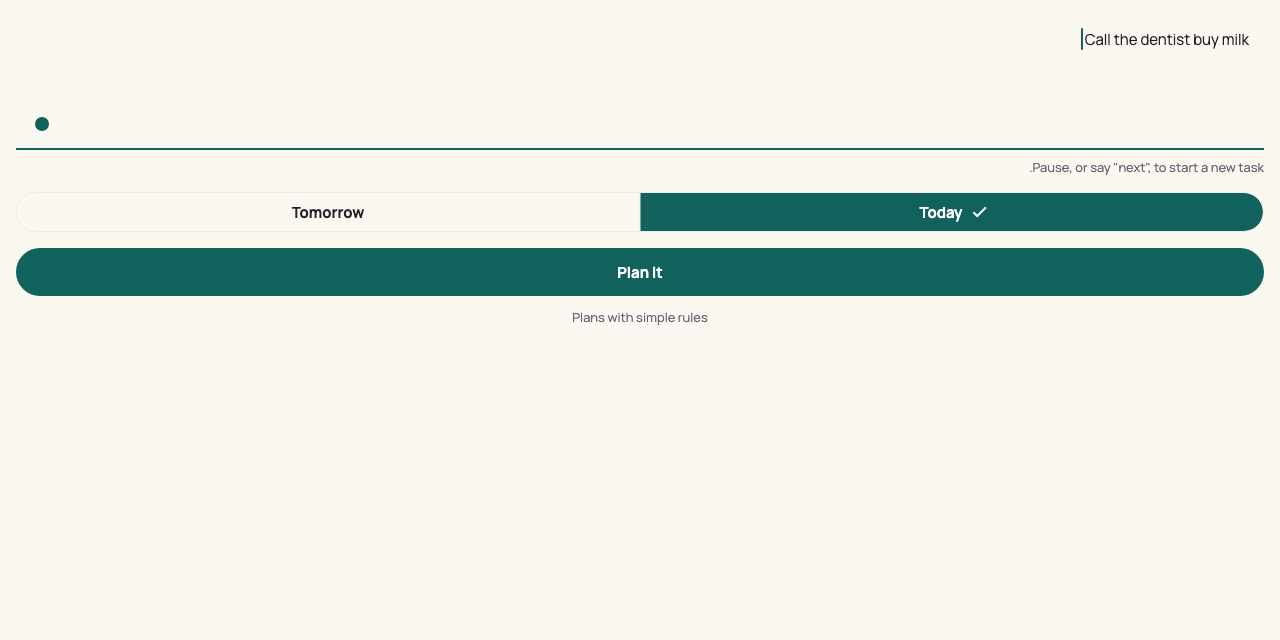 Call the dentist buy milk
.Pause, or say "next", to start a new task
Today
Tomorrow
Plan it
Plans with simple rules